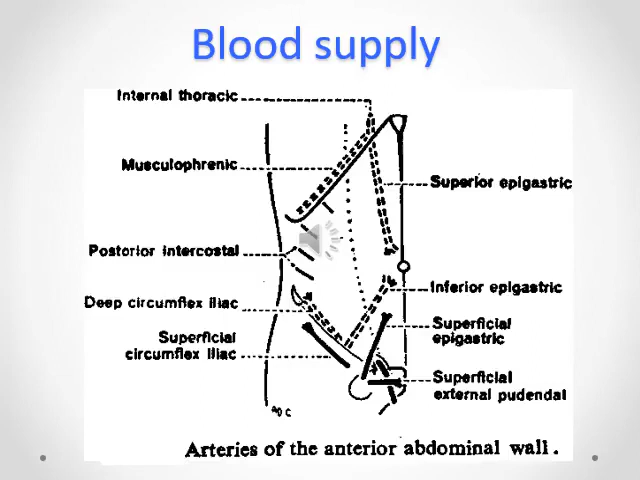 Blood supply
Internal thoracic
Musculophrenic
Superior epigastric
Posterior intercostal
Inferior epigastric
Deep circumflex iliac
Superficial
epigastric
Superficial
circumflex iliac
Superficial
external pudendal
Arteries of the anterior abdominal wall.